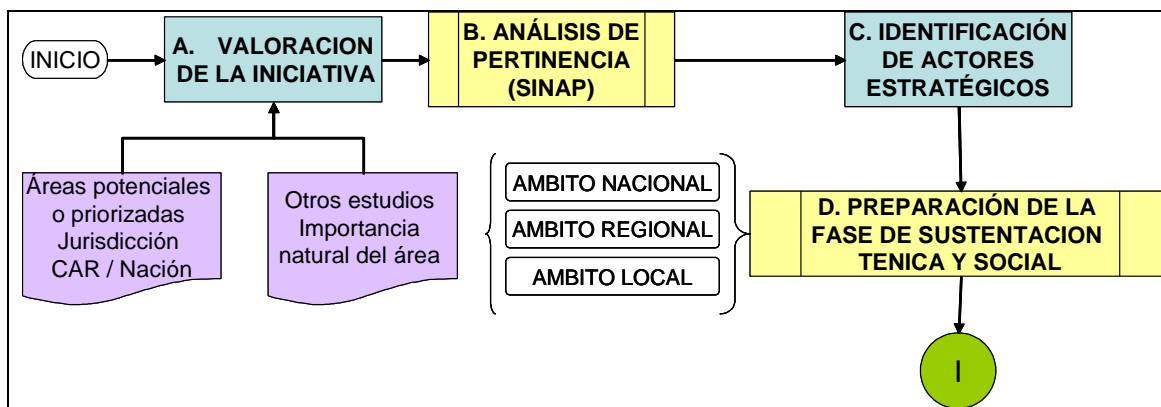 INICIO
A. VALORACION
DE LA INICIATIVA
B. ANÁLISIS DE
PERTINENCIA
(SINAP)
C. IDENTIFICACIÓN
DE ACTORES
ESTRATÉGICOS
Áreas potenciales
o priorizadas
Jurisdicción
CAR / Nación
Otros estudios
Importancia
natural del área
AMBITO NACIONAL
AMBITO REGIONAL
AMBITO LOCAL
D. PREPARACIÓN DE LA
FASE DE SUSTENTACION
TENICA Y SOCIAL
I